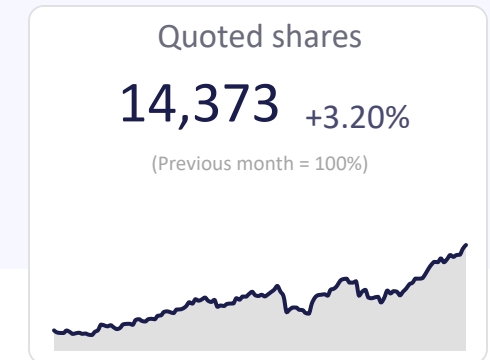 Quoted shares
14,373 +3.20%
(Previous month = 100%)